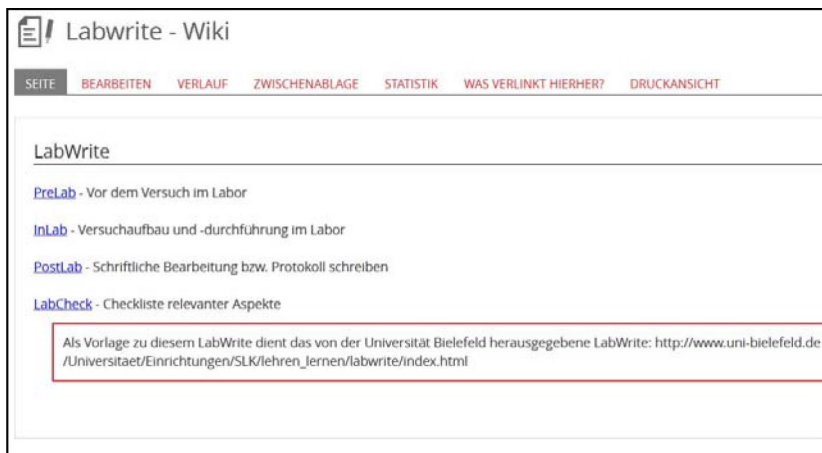 Labwrite - Wiki
SEITE BEARBEITEN VERLAUF ZWISCHENABLAGE STATISTIK WAS VERLINKT HIERHER? DRUCKANSICHT
LabWrite
PreLab - Vor dem Versuch im Labor
InLab - Versuchaufbau und -durchführung im Labor
PostLab - Schriftliche Bearbeitung bzw. Protokoll schreiben
LabCheck - Checkliste relevanter Aspekte
Als Vorlage zu diesem LabWrite dient das von der Universität Bielefeld herausgegebene LabWrite: http://www.uni-bielefeld.de
/Universitaet/Einrichtungen/SLK/lehren_lernen/labwrite/index.html